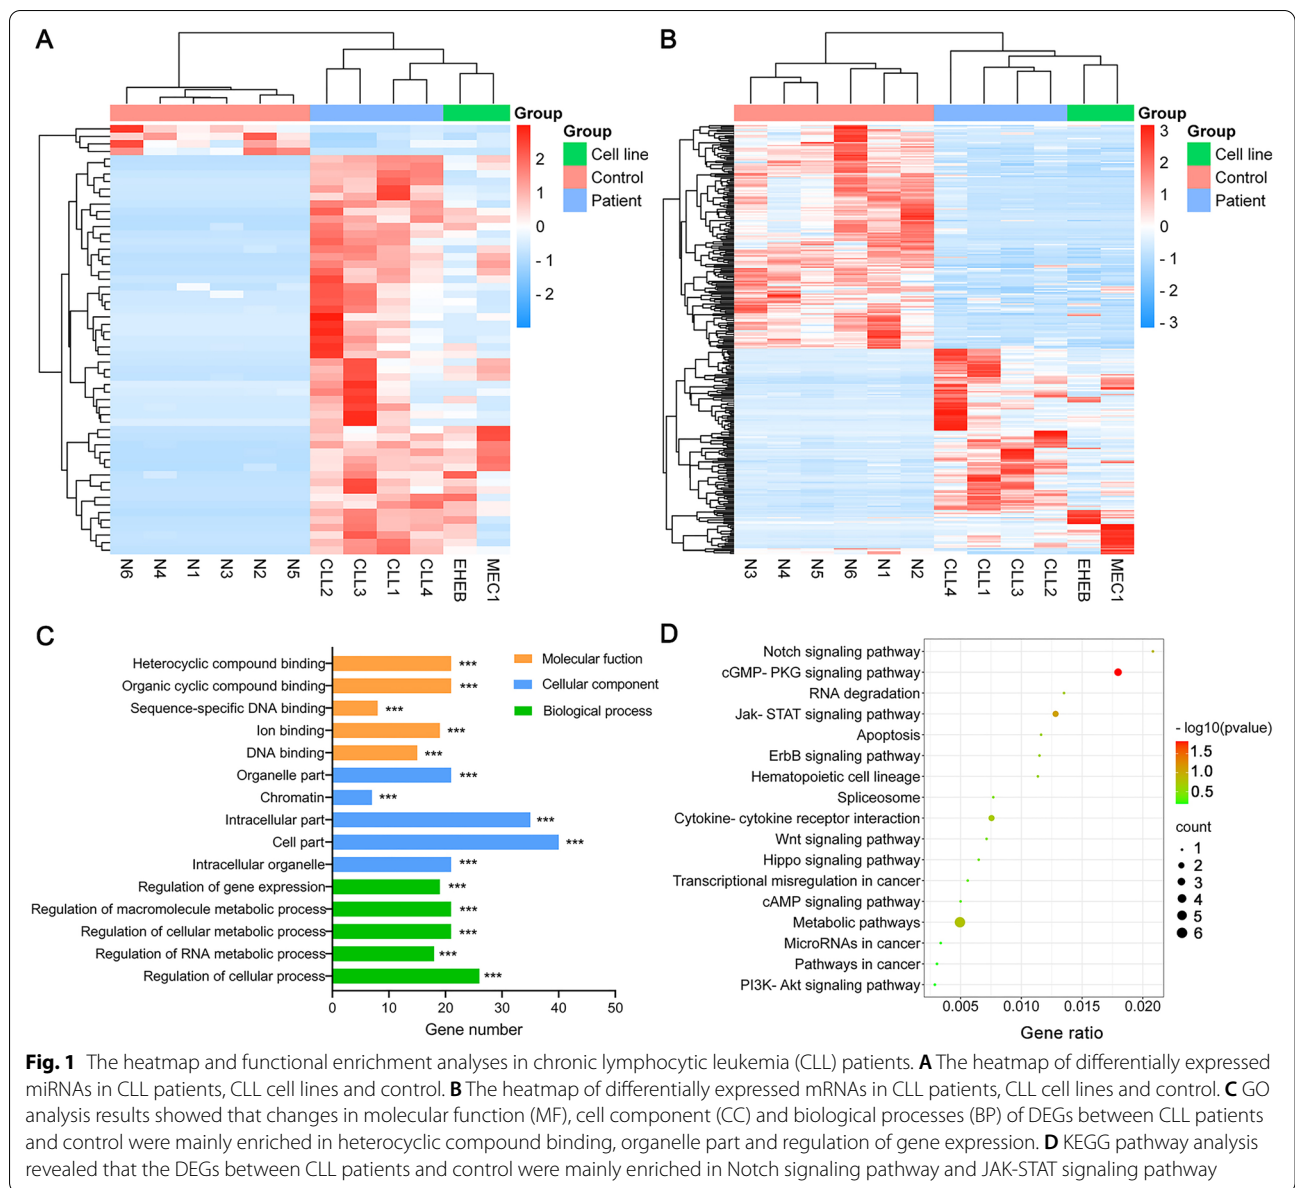 A
Group
2
1
0
- 1
- 2
Group
Cell line
Control
Patient
N6
N4
N1
N3
N2
N5
CLL2
CLL3
CLL1
CLL4
EHEB
MEC1
B
Group
3
2
1
0
- 1
- 2
- 3
Group
Cell line
Control
Patient
N3
N4
N5
N6
N1
N2
CLL4
CLL1
CLL3
CLL2
EHEB
MEC1
C
Heterocyclic compound binding ***
Organic cyclic compound binding ***
Sequence-specific DNA binding ***
Ion binding ***
DNA binding ***
Organelle part ***
Chromatin ***
Intracellular part ***
Cell part ***
Intracellular organelle ***
Regulation of gene expression ***
Regulation of macromolecule metabolic process ***
Regulation of cellular metabolic process ***
Regulation of RNA metabolic process ***
Regulation of cellular process ***
0 10 20 30 40 50
Gene number
Molecular fuction
Cellular component
Biological process
D
Notch signaling pathway
cGMP- PKG signaling pathway
RNA degradation
Jak- STAT signaling pathway
Apoptosis
ErbB signaling pathway
Hematopoietic cell lineage
Spliceosome
Cytokine- cytokine receptor interaction
Wnt signaling pathway
Hippo signaling pathway
Transcriptional misregulation in cancer
cAMP signaling pathway
Metabolic pathways
MicroRNAs in cancer
Pathways in cancer
PI3K- Akt signaling pathway
0.005 0.010 0.015 0.020
Gene ratio
- log10(pvalue)
1.5
1.0
0.5
count
1
2
3
4
5
6
Fig. 1 The heatmap and functional enrichment analyses in chronic lymphocytic leukemia (CLL) patients. A The heatmap of differentially expressed
miRNAs in CLL patients, CLL cell lines and control. B The heatmap of differentially expressed mRNAs in CLL patients, CLL cell lines and control. C GO
analysis results showed that changes in molecular function (MF), cell component (CC) and biological processes (BP) of DEGs between CLL patients
and control were mainly enriched in heterocyclic compound binding, organelle part and regulation of gene expression. D KEGG pathway analysis
revealed that the DEGs between CLL patients and control were mainly enriched in Notch signaling pathway and JAK-STAT signaling pathway